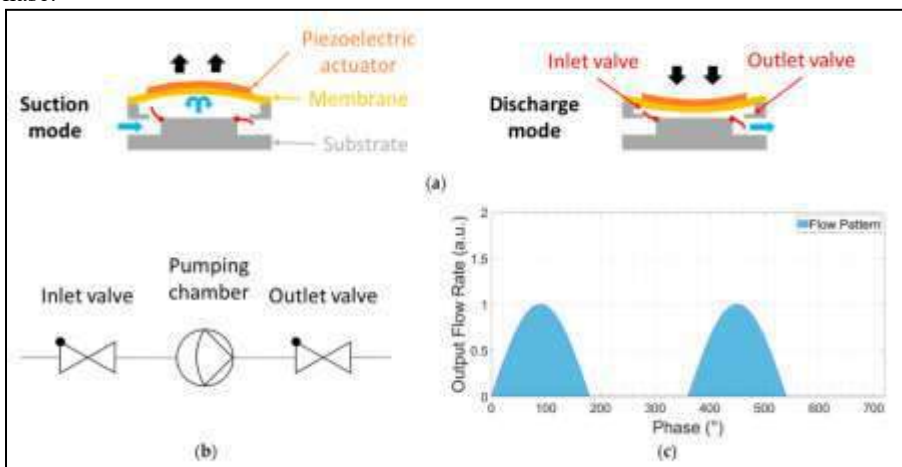 Piezoelectric
actuator
Membrane
Suction
mode
Substrate
Inlet valve
Outlet valve
Discharge
mode
(a)
Inlet valve
Pumping
chamber
Outlet valve
(b)
Output Flow Rate (a.u.)
2
1.5
1
0.5
0
Flow Pattern
0 100 200 300 400 500 600 700
Phase (°)
(c)